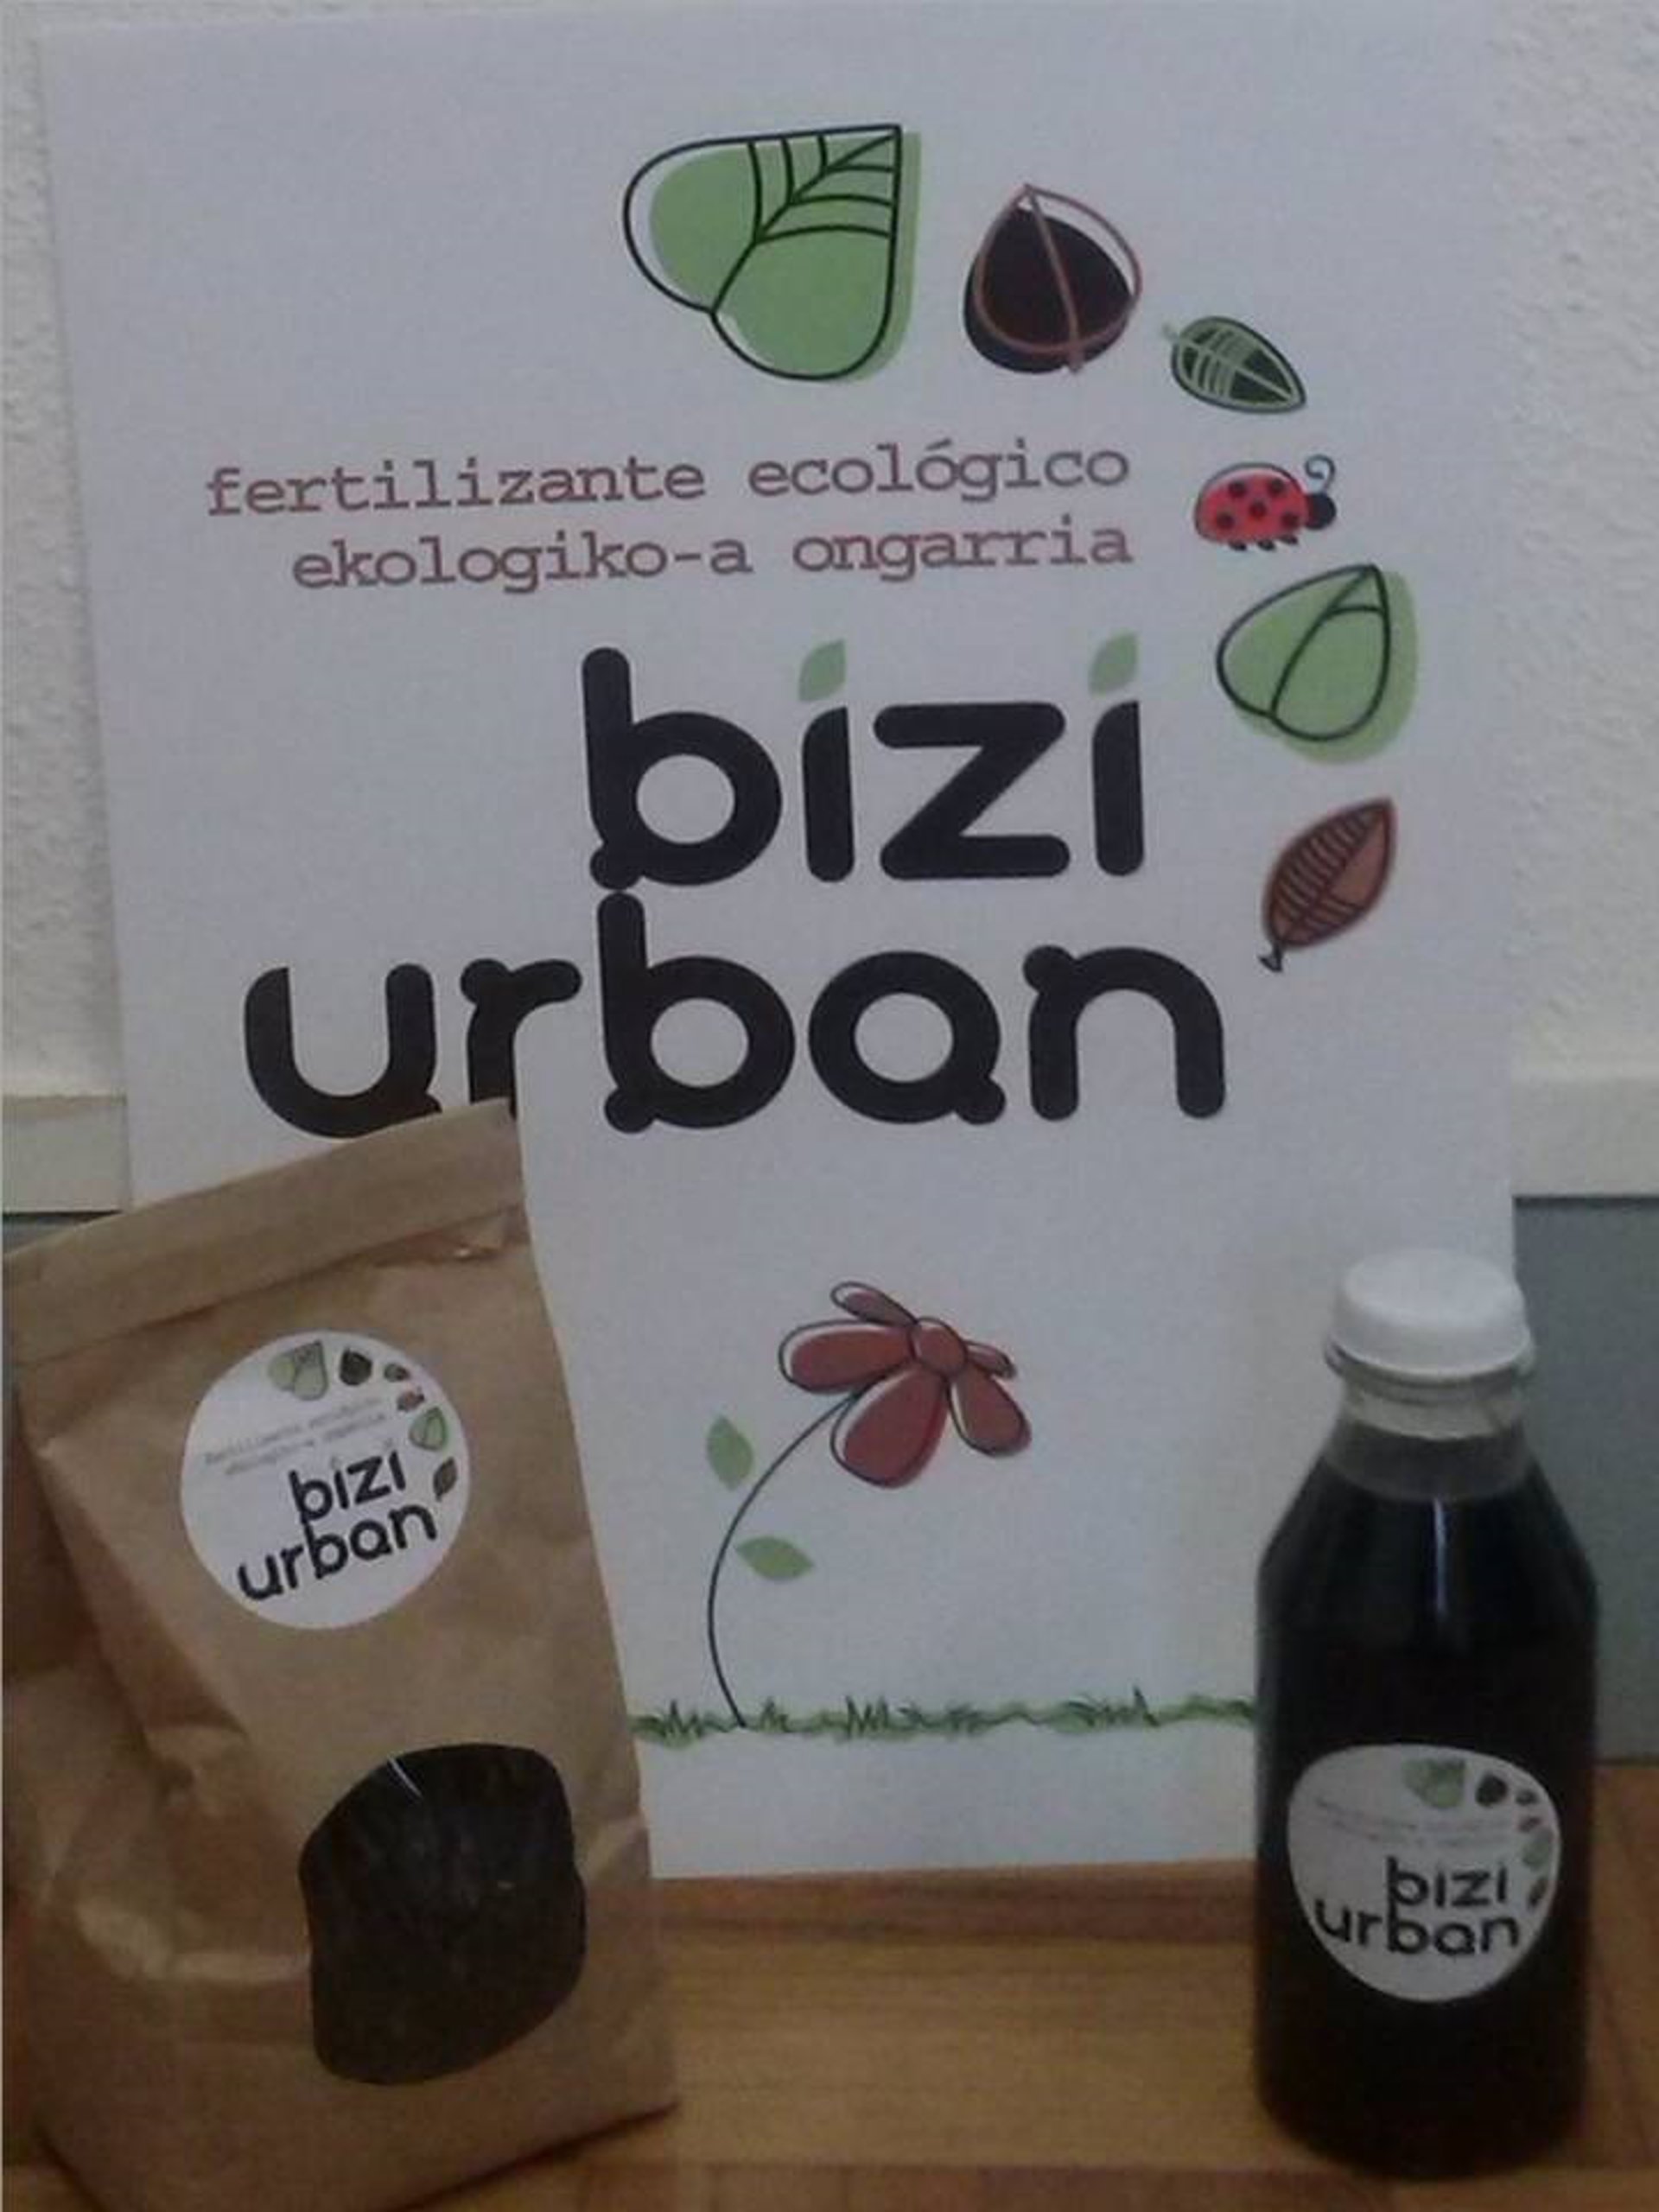 fertilizante ecológico
ekologiko-a ongarria
bizi
urban
bizi
urban
bizi
urban